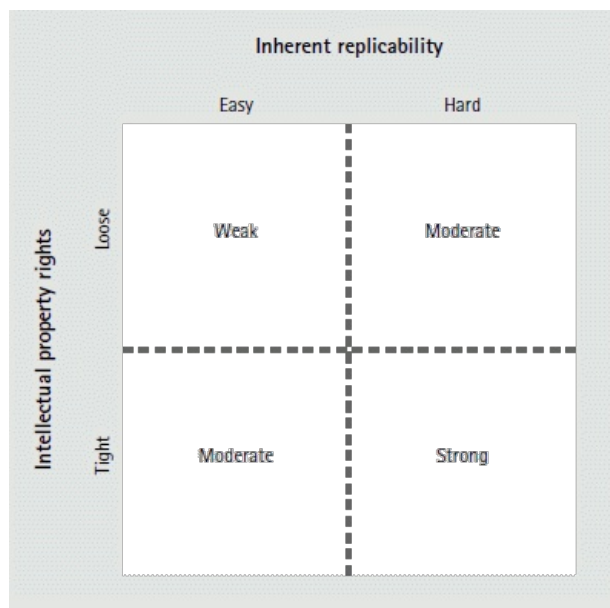 Inherent replicability
Easy
Hard
Intellectual property rights
Loose
Weak
Moderate
Tight
Moderate
Strong